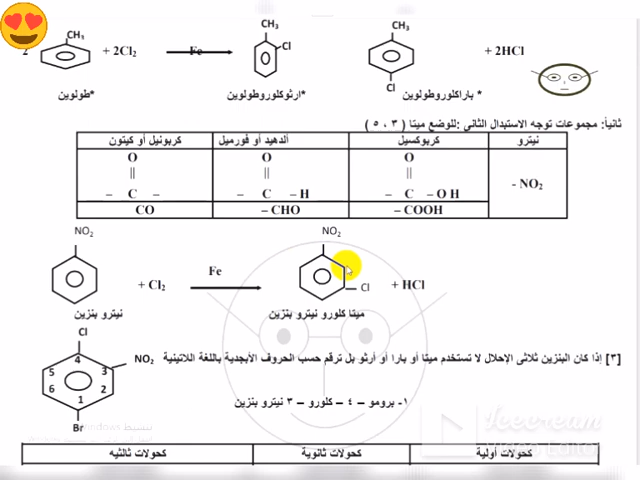 CH₃ CH₃ CH₃
2 + 2Cl₂ Fe Cl + 2HCl
Cl
*طولوين * ارثوكلوروطولوين * باراكلوروطولوين
ثانياً: مجموعات توجه الاستبدال الثاني :للوضع ميتا ( ٣ ، ٥ )
نيترو كربوكسيل ألدهيد أو فورميل كربونيل أو كيتون
O O O
|| || ||
– C – – C – H – C – O H - NO₂
CO – CHO – COOH
NO₂ NO₂
+ Cl₂ Fe Cl + HCl
نيترو بنزين ميتا كلورو نيترو بنزين
Cl
[٣] إذا كان البنزين ثلاثي الإحلال لا تستخدم ميتا أو بارا أو أرثو بل ترقم حسب الحروف الأبجدية باللغة اللاتينية
NO₂
4
5 3
6 2
1
Br
١- برومو – ٤ – كلورو – ٣ نيترو بنزين
Icecream
Video Editor
كحولات أولية كحولات ثانوية كحولات ثالثيه